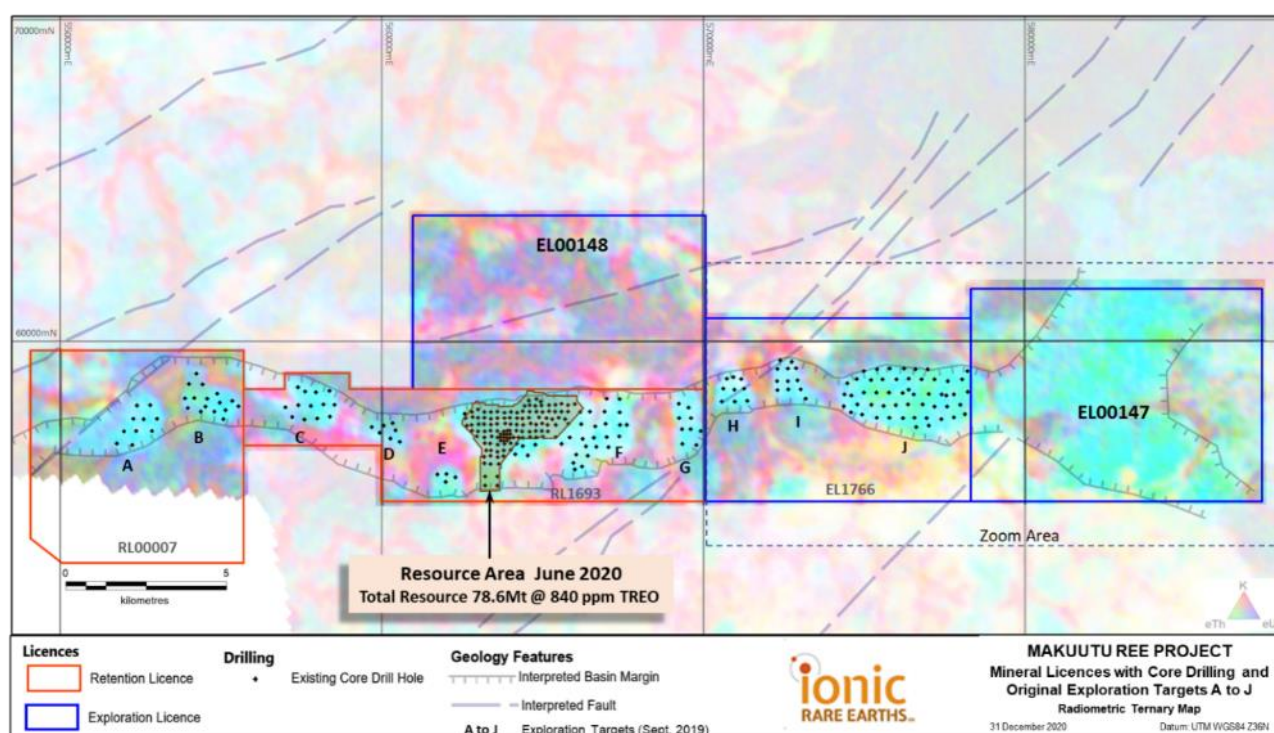 70000mN
550000mE
560000mE
570000mE
580000mE
EL00148
60000mN
EL00147
A
B
C
D
E
F
G
H
I
J
RL1693
EL1766
RL00007
Zoom Area
0 5
kilometres
Resource Area June 2020
Total Resource 78.6Mt @ 840 ppm TREO
K
eTh
eU
Licences
Retention Licence
Exploration Licence
Drilling
Existing Core Drill Hole
Geology Features
Interpreted Basin Margin
Interpreted Fault
A to J Exploration Targets (Sept. 2019)
ionic
RARE EARTHS
MAKUUTU REE PROJECT
Mineral Licences with Core Drilling and
Original Exploration Targets A to J
Radiometric Ternary Map
31 December 2020 Datum: UTM WGS84 Z36N